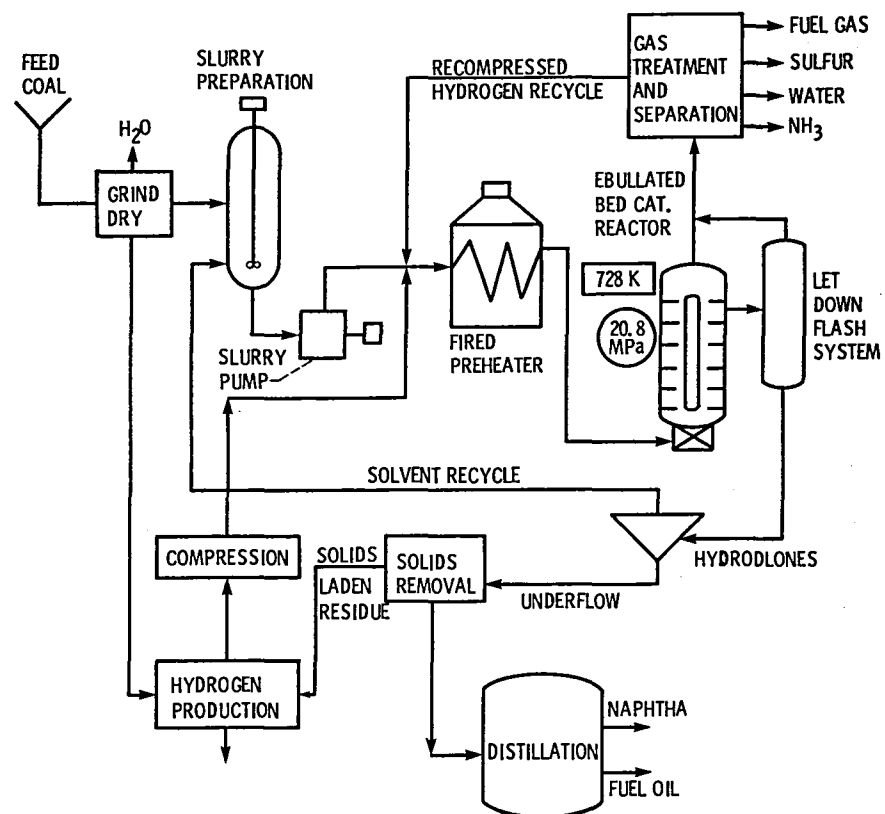 FEED
COAL
SLURRY
PREPARATION
H2O
GRIND
DRY
RECOMPRESSED
HYDROGEN RECYCLE
GAS
TREATMENT
AND
SEPARATION
FUEL GAS
SULFUR
WATER
NH3
EBULLATED
BED CAT.
REACTOR
728 K
20.8
MPa
LET
DOWN
FLASH
SYSTEM
SLURRY
PUMP
FIRED
PREHEATER
SOLVENT RECYCLE
HYDRODLONES
COMPRESSION
SOLIDS
LADEN
RESIDUE
SOLIDS
REMOVAL
UNDERFLOW
HYDROGEN
PRODUCTION
DISTILLATION
NAPHTHA
FUEL OIL